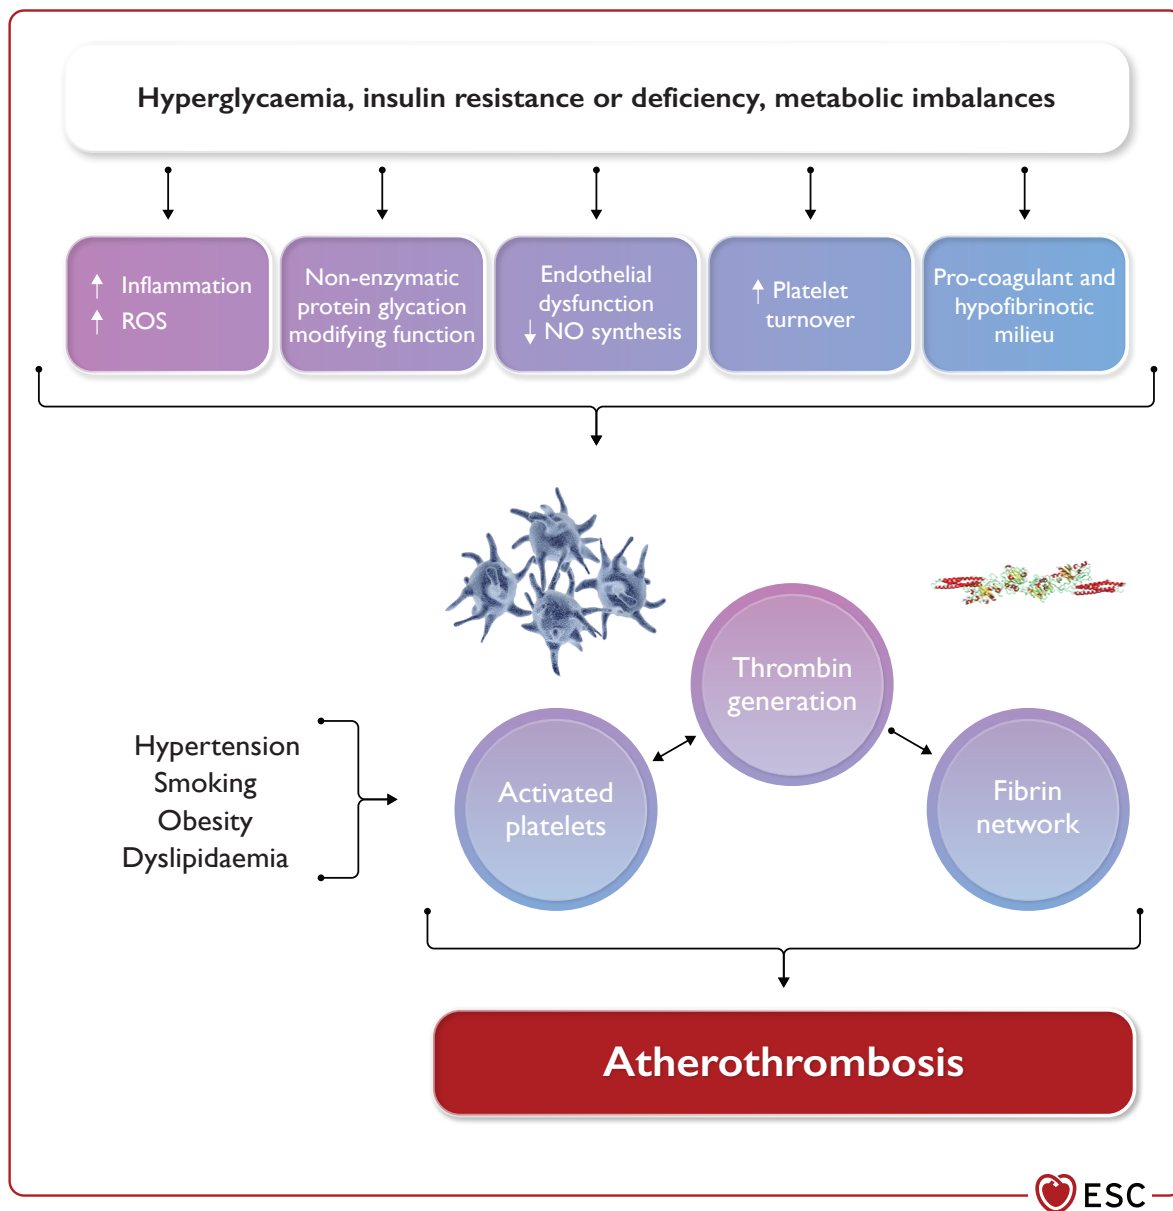 Hyperglycaemia, insulin resistance or deficiency, metabolic imbalances
↑ Inflammation
↑ ROS
Non-enzymatic
protein glycation
modifying function
Endothelial
dysfunction
↓ NO synthesis
↑ Platelet
turnover
Pro-coagulant and
hypofibrinotic
milieu
Thrombin
generation
Hypertension
Smoking
Obesity
Dyslipidaemia
Activated
platelets
Fibrin
network
Atherothrombosis
ESC